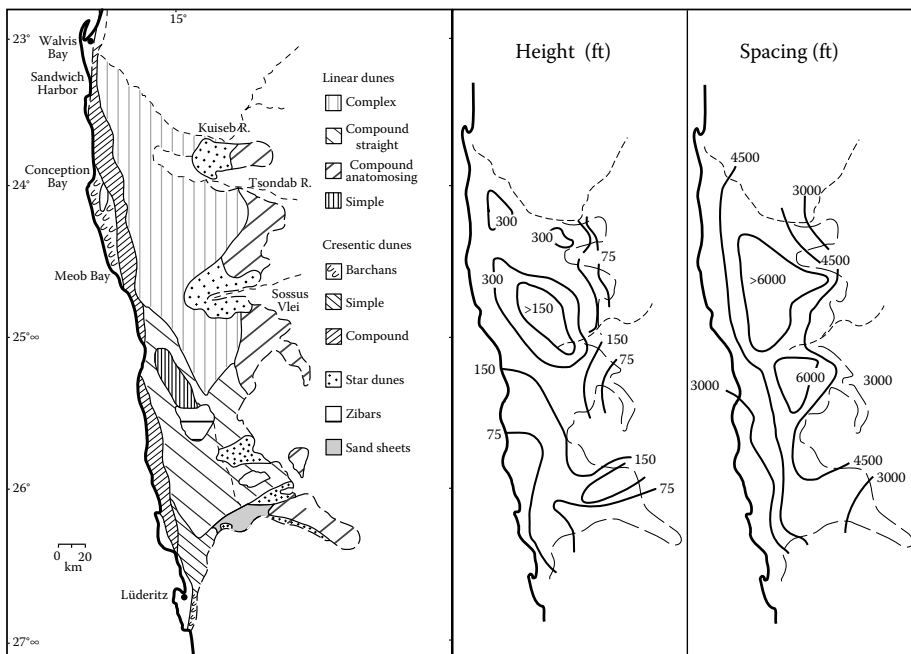 15°
23°
Walvis
Bay
Sandwich
Harbor
Kuiseb R.
Conception
Bay
24°
Tsondab R.
Meob Bay
Sossus
Vlei
25°∞
26°
0 20
km
Lüderitz
27°∞
Linear dunes
Complex
Compound
straight
Compound
anatomosing
Simple
Cresentic dunes
Barchans
Simple
Compound
Star dunes
Zibars
Sand sheets
Height (ft)
300
300
75
300
>150
150
75
150
75
150
75
Spacing (ft)
4500
3000
4500
>6000
3000
6000
3000
4500
3000